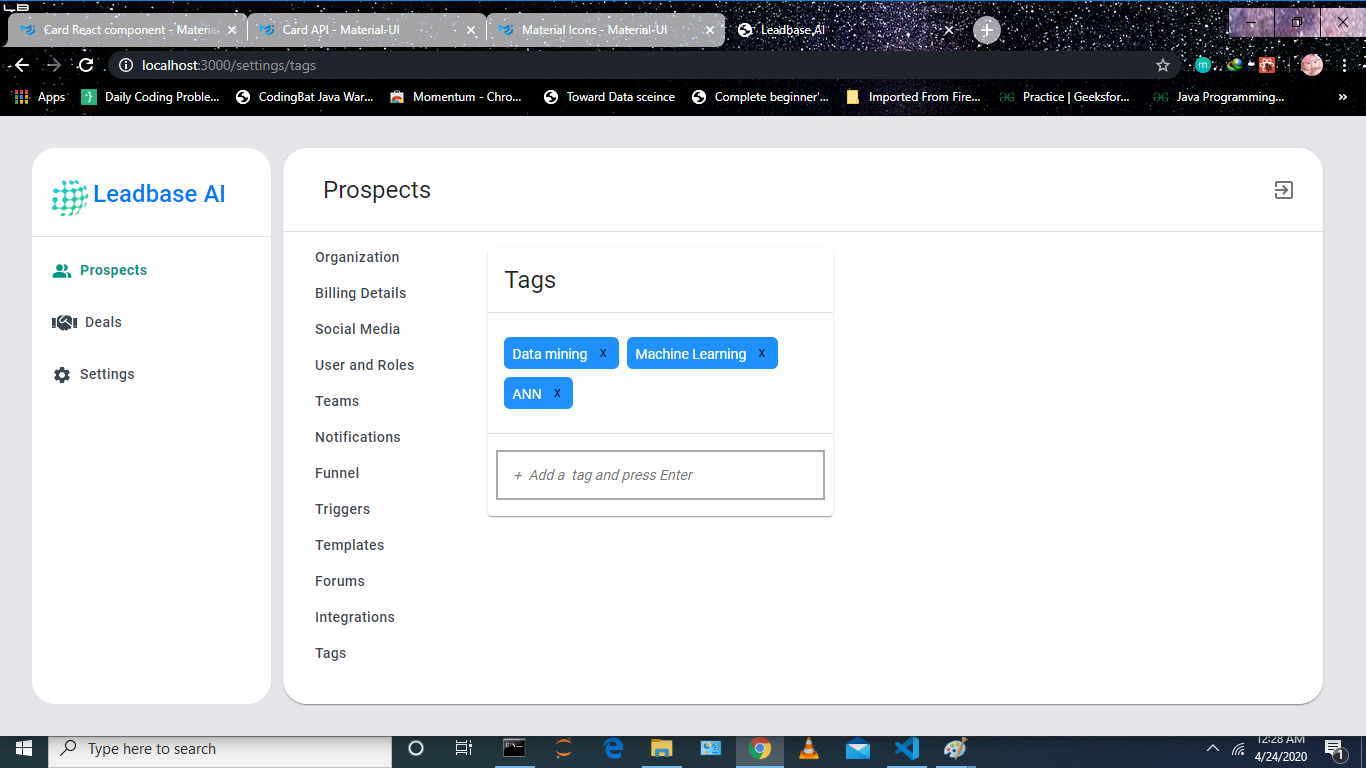 Card React component - Materia
Card API - Material-UI
Material Icons - Material-UI
Leadbase AI
localhost:3000/settings/tags
Apps
Daily Coding Proble...
CodingBat Java War...
Momentum - Chro...
Toward Data sceince
Complete beginner'...
Imported From Fire...
Practice | Geeksfor...
Java Programming...
»
Leadbase AI
Prospects
Deals
Settings
Prospects
Organization
Billing Details
Social Media
User and Roles
Teams
Notifications
Funnel
Triggers
Templates
Forums
Integrations
Tags
Tags
Data mining x
Machine Learning x
ANN x
+ Add a tag and press Enter
Type here to search
12:28 AM
4/24/2020
1